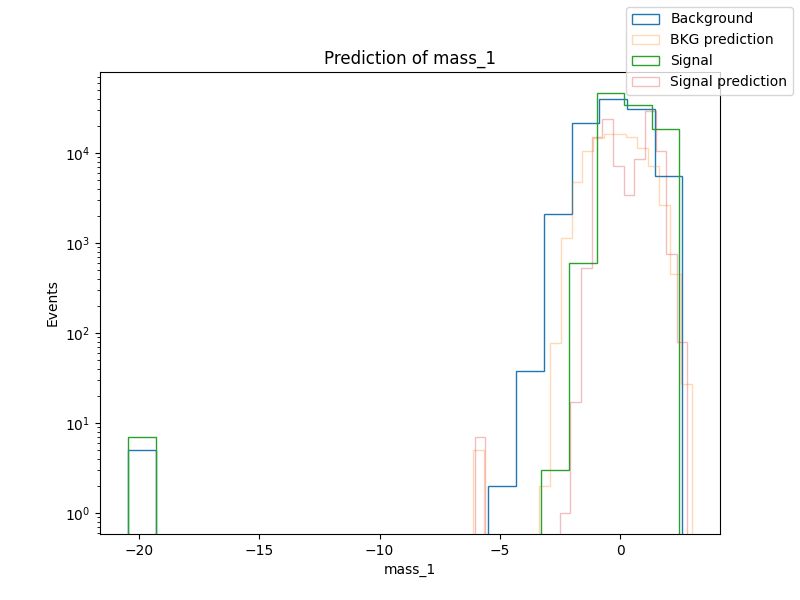 Prediction of mass_1
Background
BKG prediction
Signal
Signal prediction
Events
10^4
10^3
10^2
10^1
10^0
−20 −15 −10 −5 0
mass_1